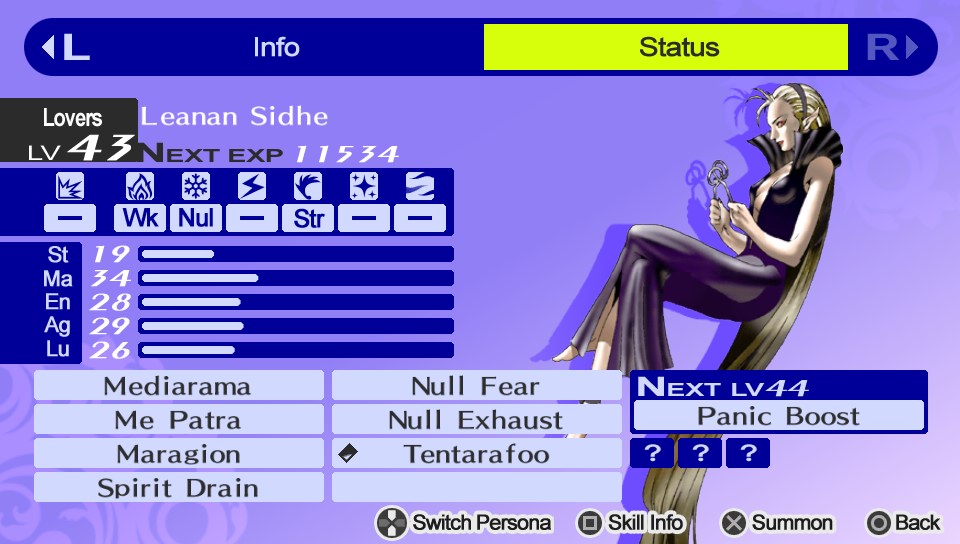 L Info Status R
Lovers Leanan Sidhe
LV 43 NEXT EXP 11534
— Wk Nul — Str — —
St 19
Ma 34
En 28
Ag 29
Lu 26
Mediarama Null Fear NEXT LV44
Me Patra Null Exhaust Panic Boost
Maragion Tentarafoo ? ? ?
Spirit Drain
Switch Persona Skill Info Summon Back